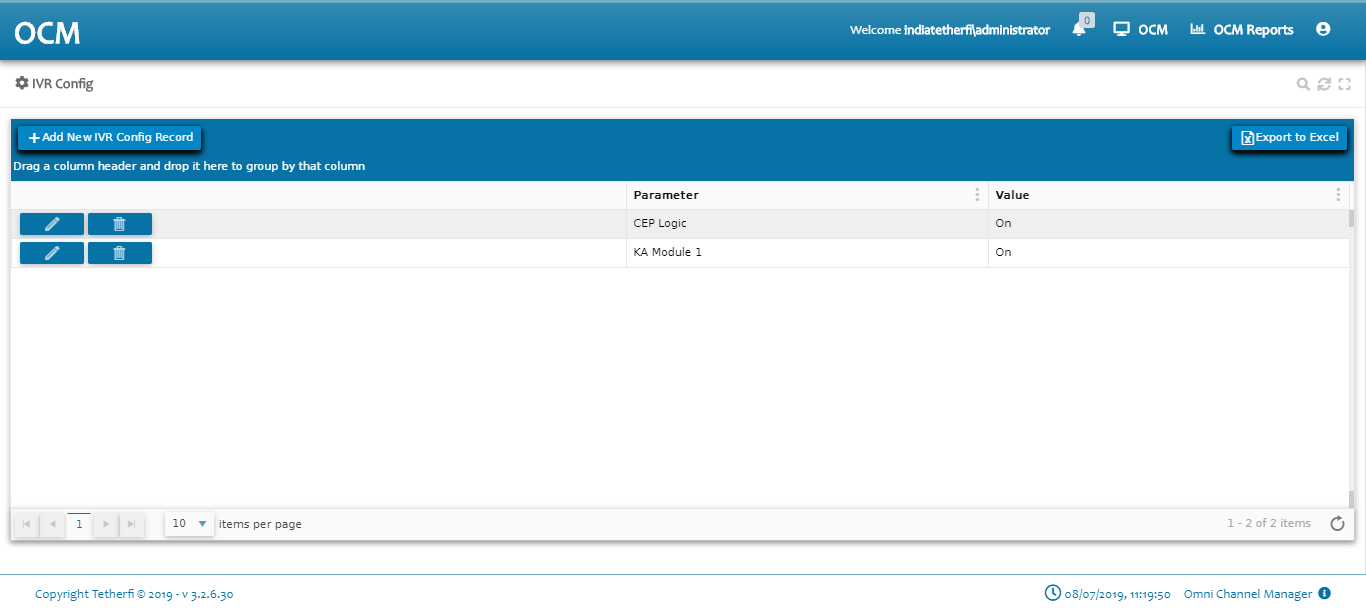 OCM
Welcome indiatetherfi\administrator
0
OCM
OCM Reports
IVR Config
Add New IVR Config Record
Export to Excel
Drag a column header and drop it here to group by that column
Parameter Value
CEP Logic On
KA Module 1 On
1
10 items per page
1 - 2 of 2 items
Copyright Tetherfi © 2019 - v 3.2.6.30
08/07/2019, 11:19:50
Omni Channel Manager